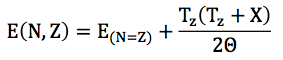 E(N, Z) = E₍N=Z₎ + T_z(T_z + X) / 2Θ